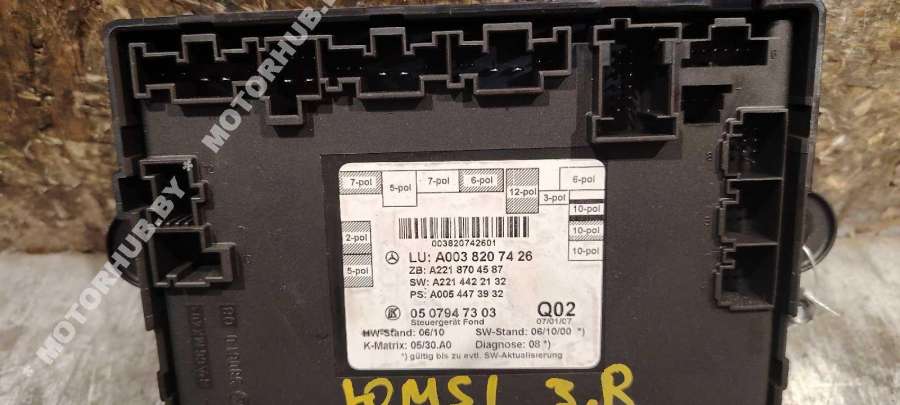 MOTORHUB.BY * MOTORHUB.BY
7-pol 5-pol 7-pol 6-pol 12-pol 3-pol 6-pol
10-pol
10-pol
2-pol 10-pol
5-pol
003820742601
LU: A003 820 74 26
ZB: A221 870 45 87
SW: A221 442 21 32
PS: A005 447 39 32
05 0794 73 03 Q02
Steuergerät Fond 07/01/07
HW-Stand: 06/10 SW-Stand: 06/10/00 *)
K-Matrix: 05/30.A0 Diagnose: 08 *)
*) gültig bis zu evtl. SW-Aktualisierung
3.R